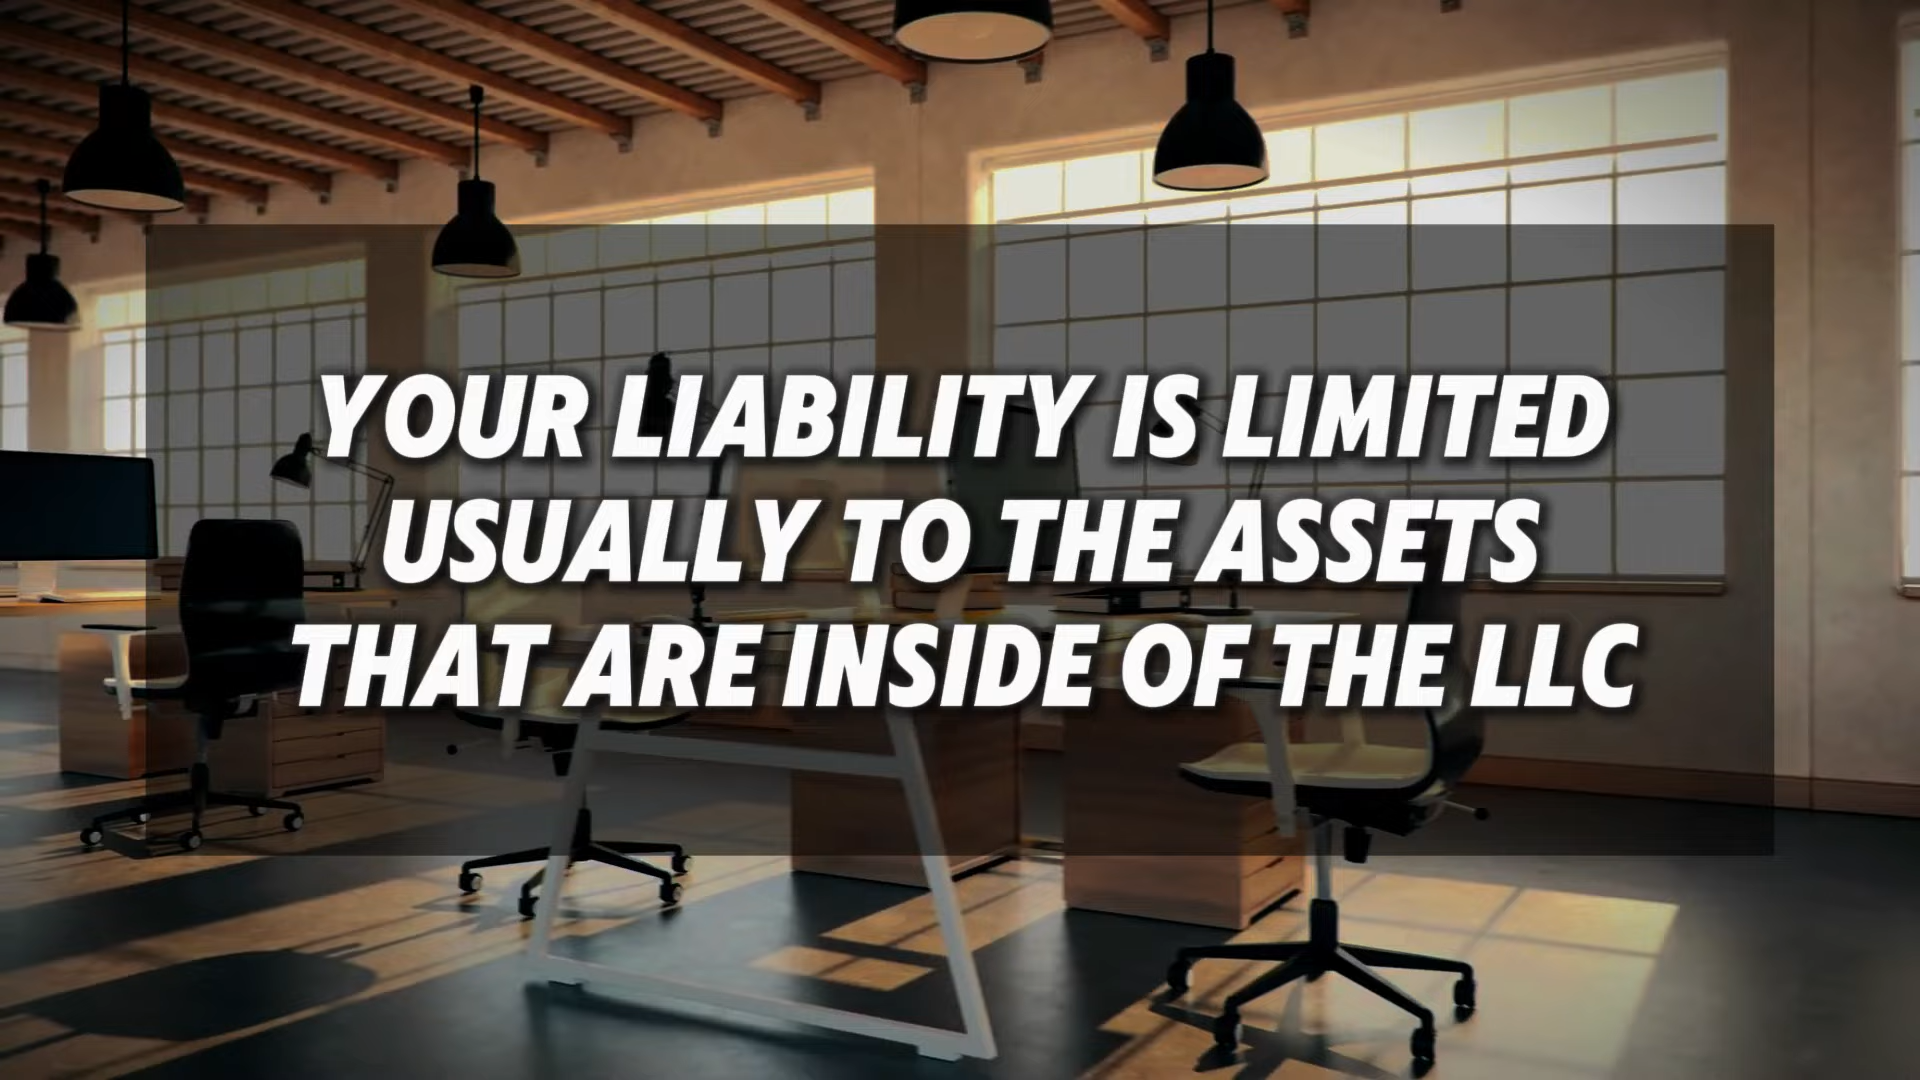 YOUR LIABILITY IS LIMITED
USUALLY TO THE ASSETS
THAT ARE INSIDE OF THE LLC